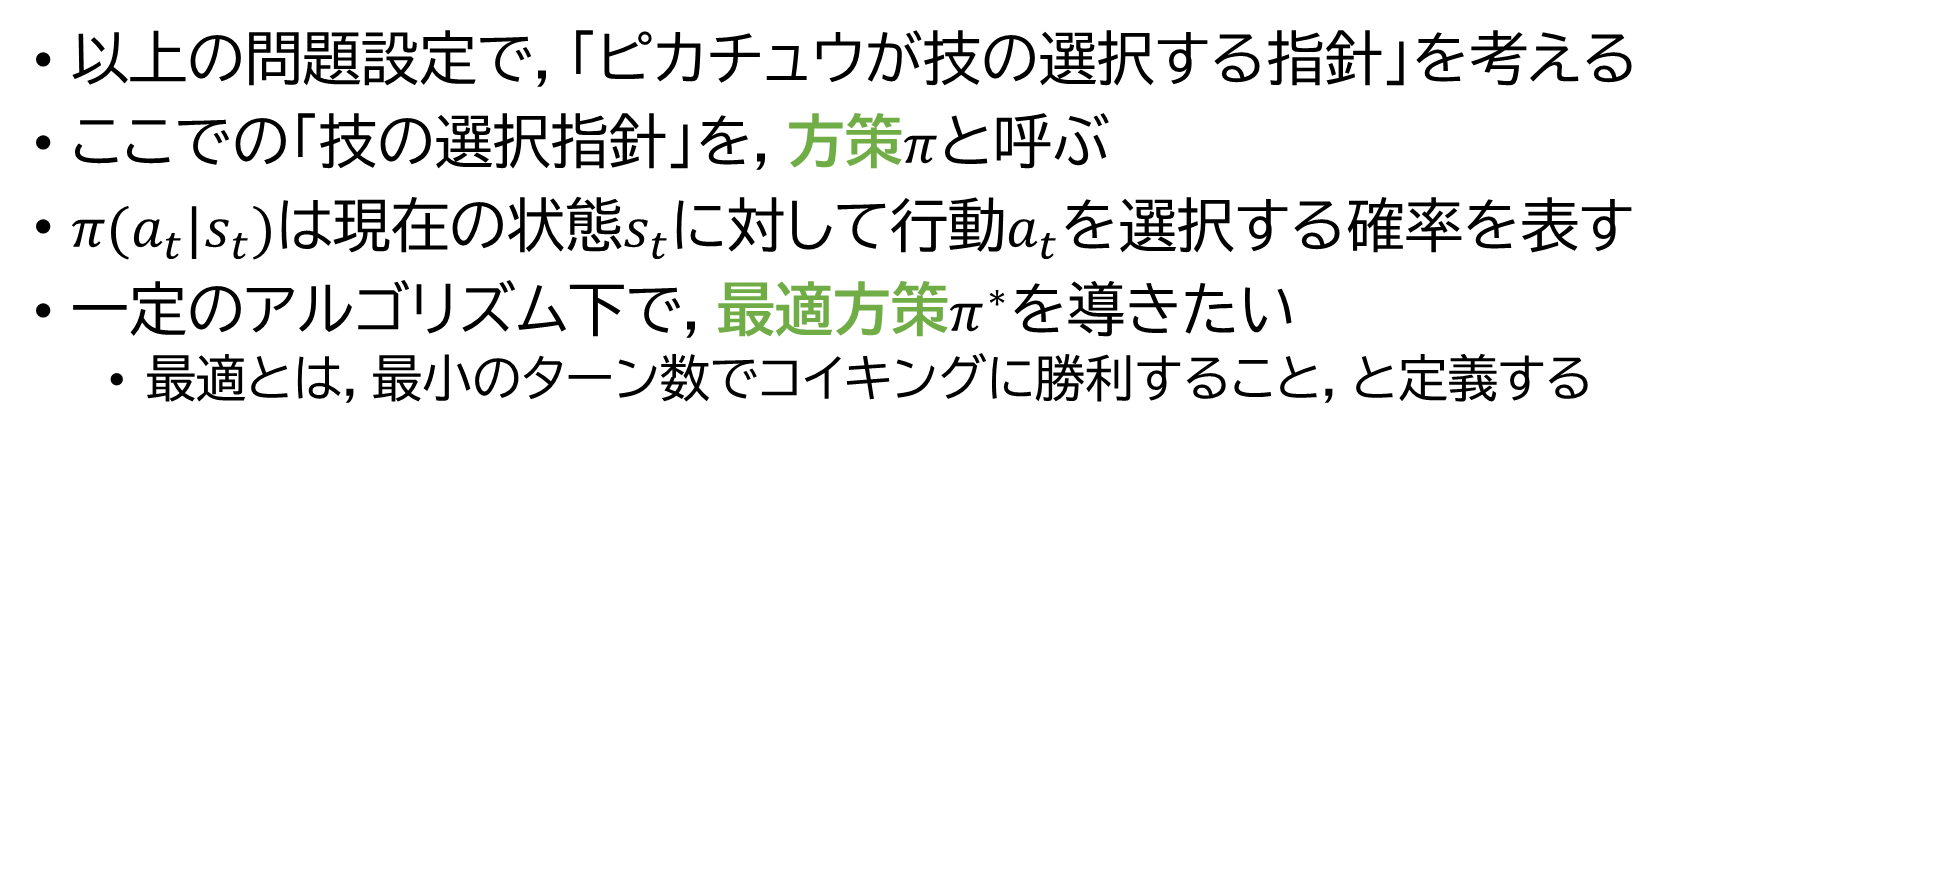 • 以上の問題設定で, 「ピカチュウが技の選択する指針」を考える
• ここでの「技の選択指針」を, 方策πと呼ぶ
• π(a_t|s_t)は現在の状態s_tに対して行動a_tを選択する確率を表す
• 一定のアルゴリズム下で, 最適方策π*を導きたい
• 最適とは, 最小のターン数でコイキングに勝利すること, と定義する